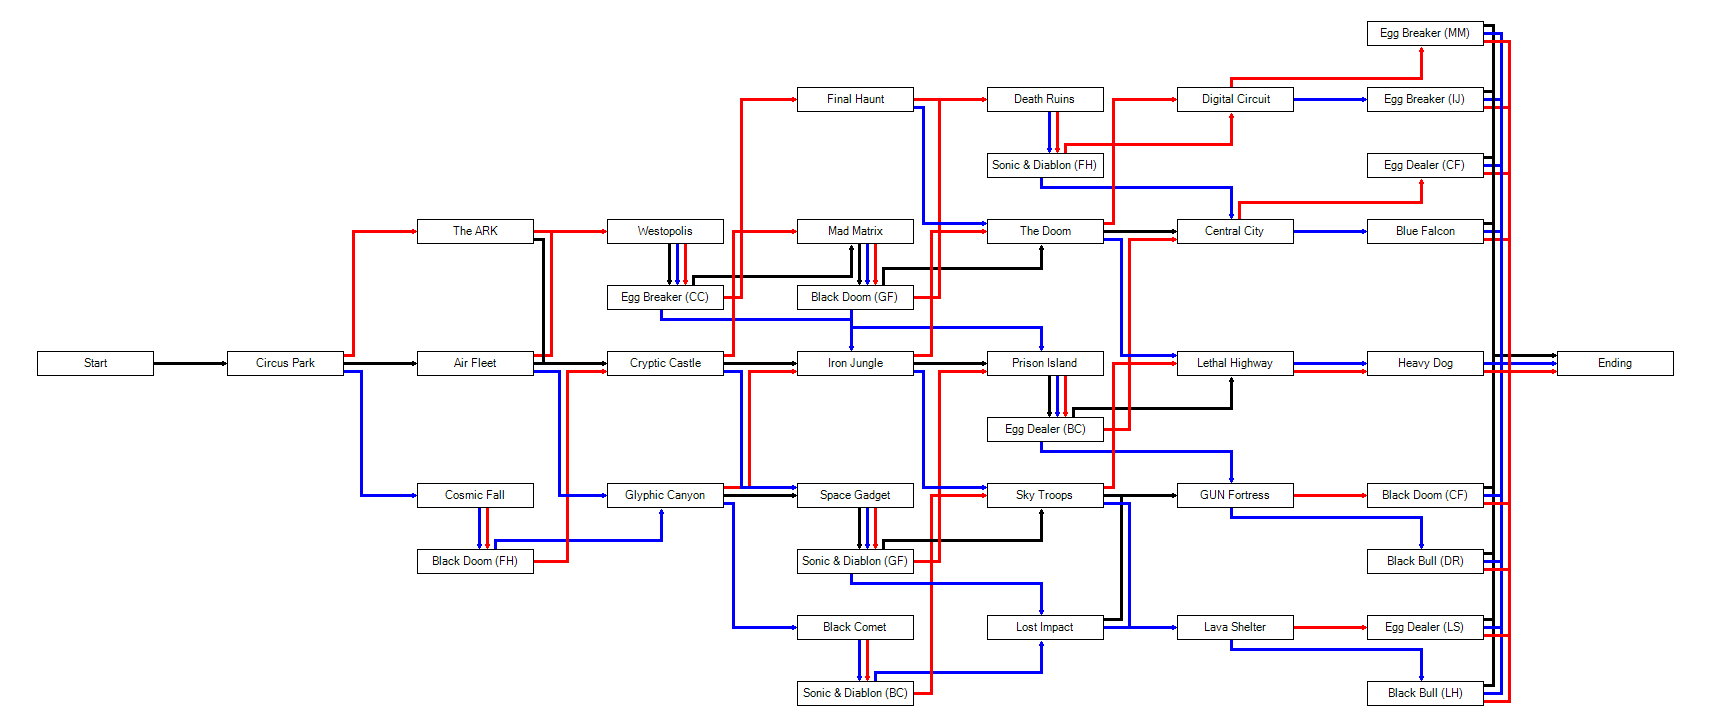 Egg Breaker (MM)
Final Haunt
Death Ruins
Digital Circuit
Egg Breaker (IJ)
Sonic & Diablon (FH)
Egg Dealer (CF)
The ARK
Westopolis
Mad Matrix
The Doom
Central City
Blue Falcon
Egg Breaker (CC)
Black Doom (GF)
Start
Circus Park
Air Fleet
Cryptic Castle
Iron Jungle
Prison Island
Lethal Highway
Heavy Dog
Ending
Egg Dealer (BC)
Cosmic Fall
Glyphic Canyon
Space Gadget
Sky Troops
GUN Fortress
Black Doom (CF)
Black Doom (FH)
Sonic & Diablon (GF)
Black Bull (DR)
Black Comet
Lost Impact
Lava Shelter
Egg Dealer (LS)
Sonic & Diablon (BC)
Black Bull (LH)